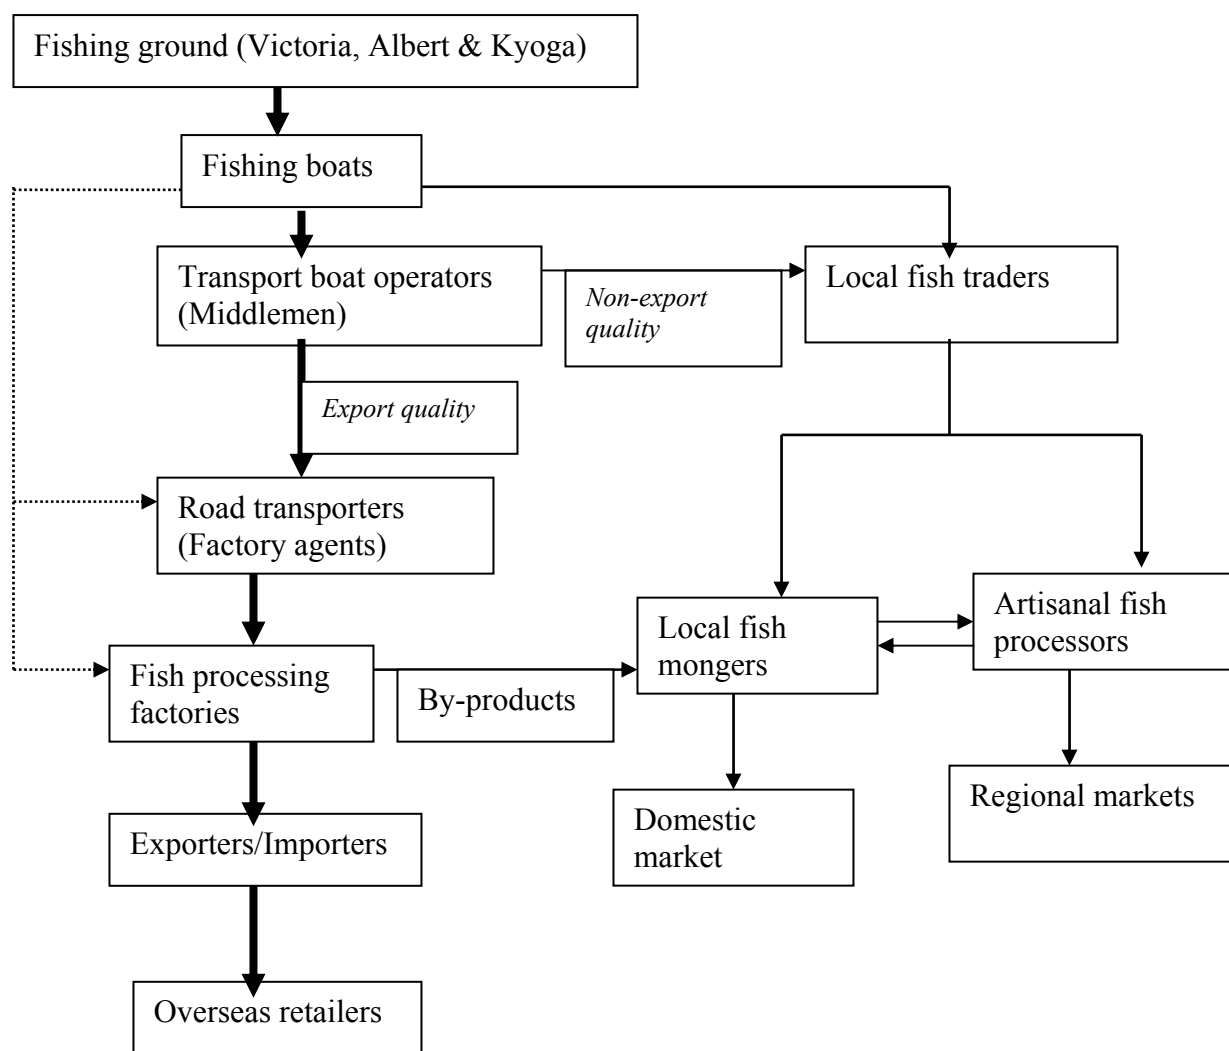 Fishing ground (Victoria, Albert & Kyoga)
Fishing boats
Transport boat operators
(Middlemen)
Non-export
quality
Local fish traders
Export quality
Road transporters
(Factory agents)
Local fish
mongers
Artisanal fish
processors
Fish processing
factories
By-products
Domestic
market
Regional markets
Exporters/Importers
Overseas retailers